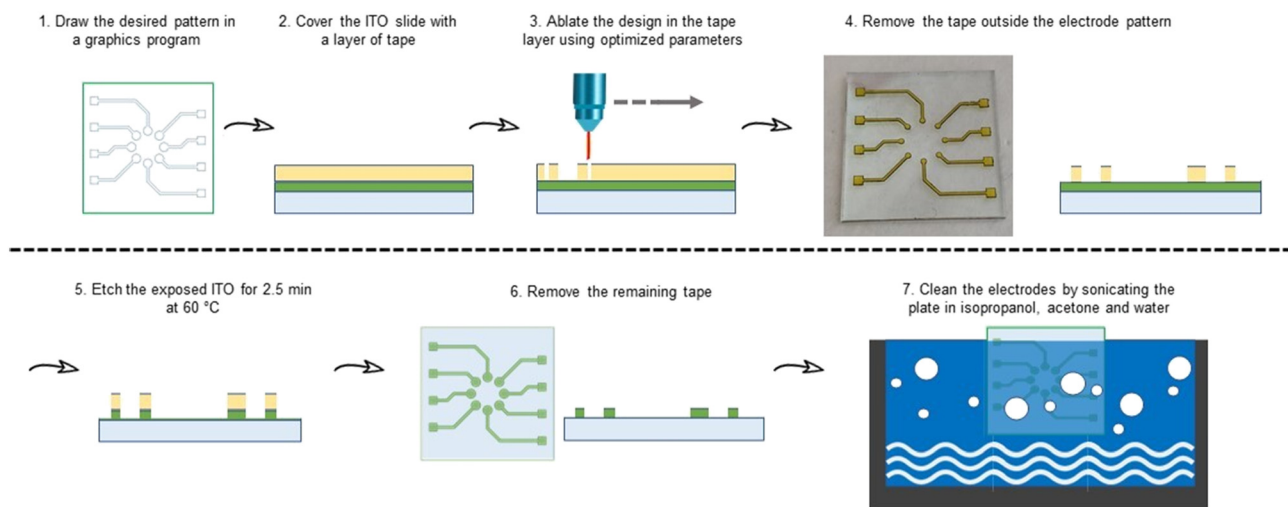 1. Draw the desired pattern in
a graphics program
2. Cover the ITO slide with
a layer of tape
3. Ablate the design in the tape
layer using optimized parameters
4. Remove the tape outside the electrode pattern
5. Etch the exposed ITO for 2.5 min
at 60 °C
6. Remove the remaining tape
7. Clean the electrodes by sonicating the
plate in isopropanol, acetone and water